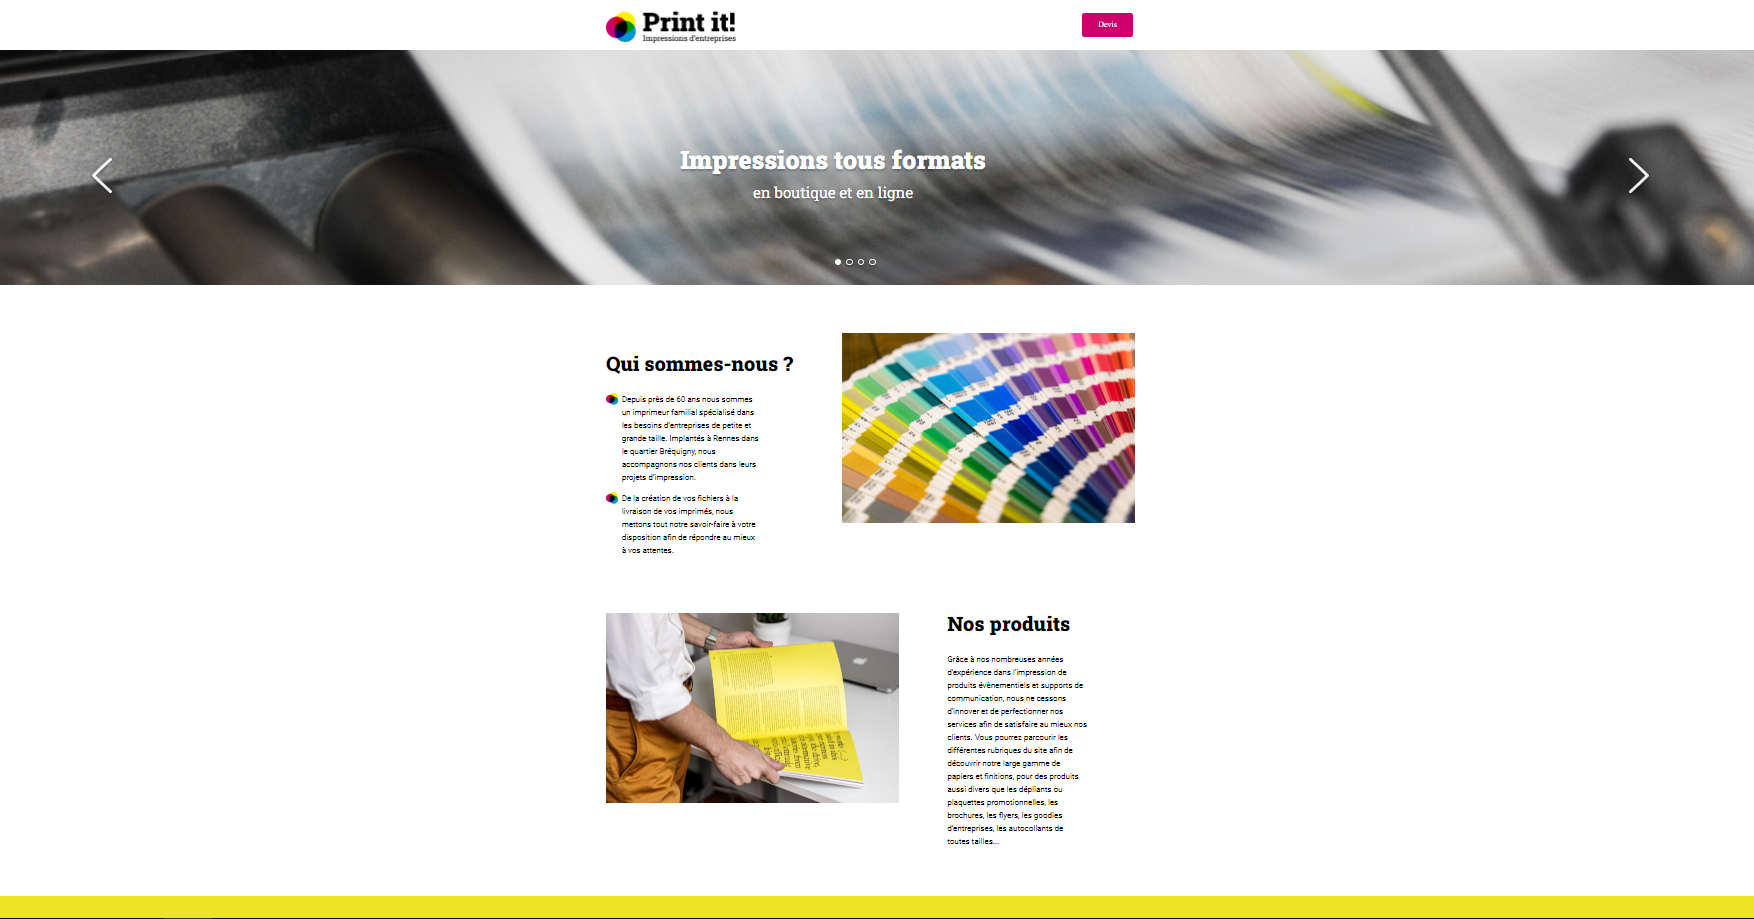 Print it!
Impressions d'entreprises
Devis
Impressions tous formats
en boutique et en ligne
Qui sommes-nous ?
Depuis près de 60 ans nous sommes
un imprimeur familial spécialisé dans
les besoins d'entreprises de petite et
grande taille. Implantés à Rennes dans
le quartier Bréquigny, nous
accompagnons nos clients dans leurs
projets d'impression.
De la création de vos fichiers à la
livraison de vos imprimés, nous
mettons tout notre savoir-faire à votre
disposition afin de répondre au mieux
à vos attentes.
Nos produits
Grâce à nos nombreuses années
d'expérience dans l'impression de
produits évènementiels et supports de
communication, nous ne cessons
d'innover et de perfectionner nos
services afin de satisfaire au mieux nos
clients. Vous pourrez parcourir les
différentes rubriques du site afin de
découvrir notre large gamme de
papiers et finitions, pour des produits
aussi divers que les dépliants ou
plaquettes promotionnelles, les
brochures, les flyers, les goodies
d'entreprises, les autocollants de
toutes tailles...